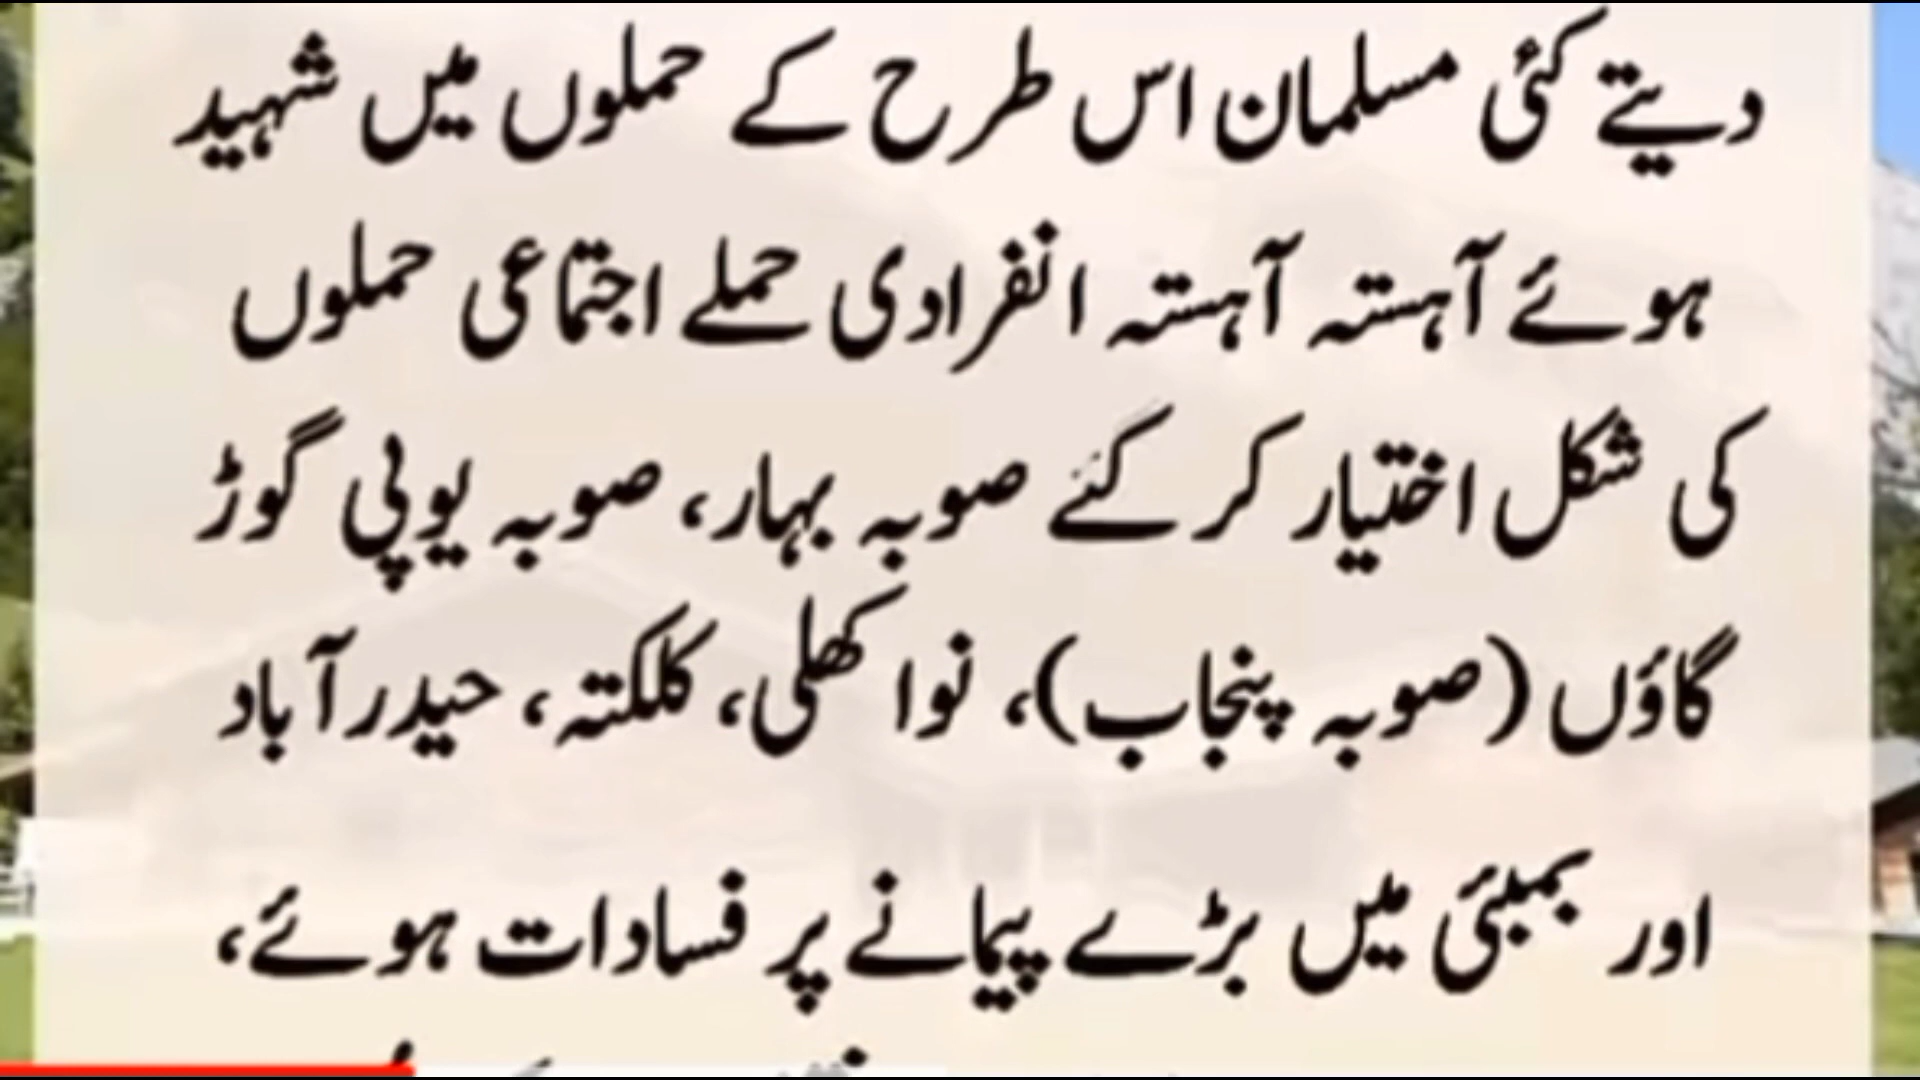 دیتے کئی مسلمان اس طرح کے حملوں میں شہید
ہوئے آہستہ آہستہ انفرادی حملے اجتماعی حملوں
کی شکل اختیار کر گئے صوبہ بہار، صوبہ یوپی گوڑ
گاؤں (صوبہ پنجاب)، نواکھلی، کلکتہ، حیدر آباد
اور بمبئی میں بڑے پیمانے پر فسادات ہوئے،